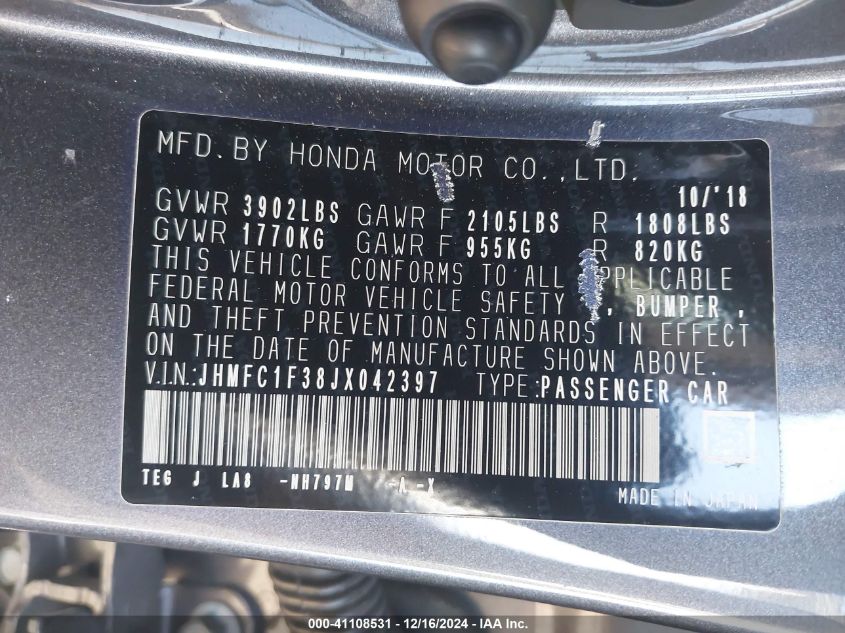 MFD. BY HONDA MOTOR CO., LTD.
10/'18
GVWR 3902LBS GAWR F 2105LBS R 1808LBS
GVWR 1770KG GAWR F 955KG R 820KG
THIS VEHICLE CONFORMS TO ALL APPLICABLE
FEDERAL MOTOR VEHICLE SAFETY , BUMPER ,
AND THEFT PREVENTION STANDARDS IN EFFECT
ON THE DATE OF MANUFACTURE SHOWN ABOVE.
V.I.N.: JHMFC1F38JX042397 TYPE: PASSENGER CAR
TEG J LA8 -NH797M -A -X
MADE IN JAPAN
000-41108531 - 12/16/2024 - IAA Inc.